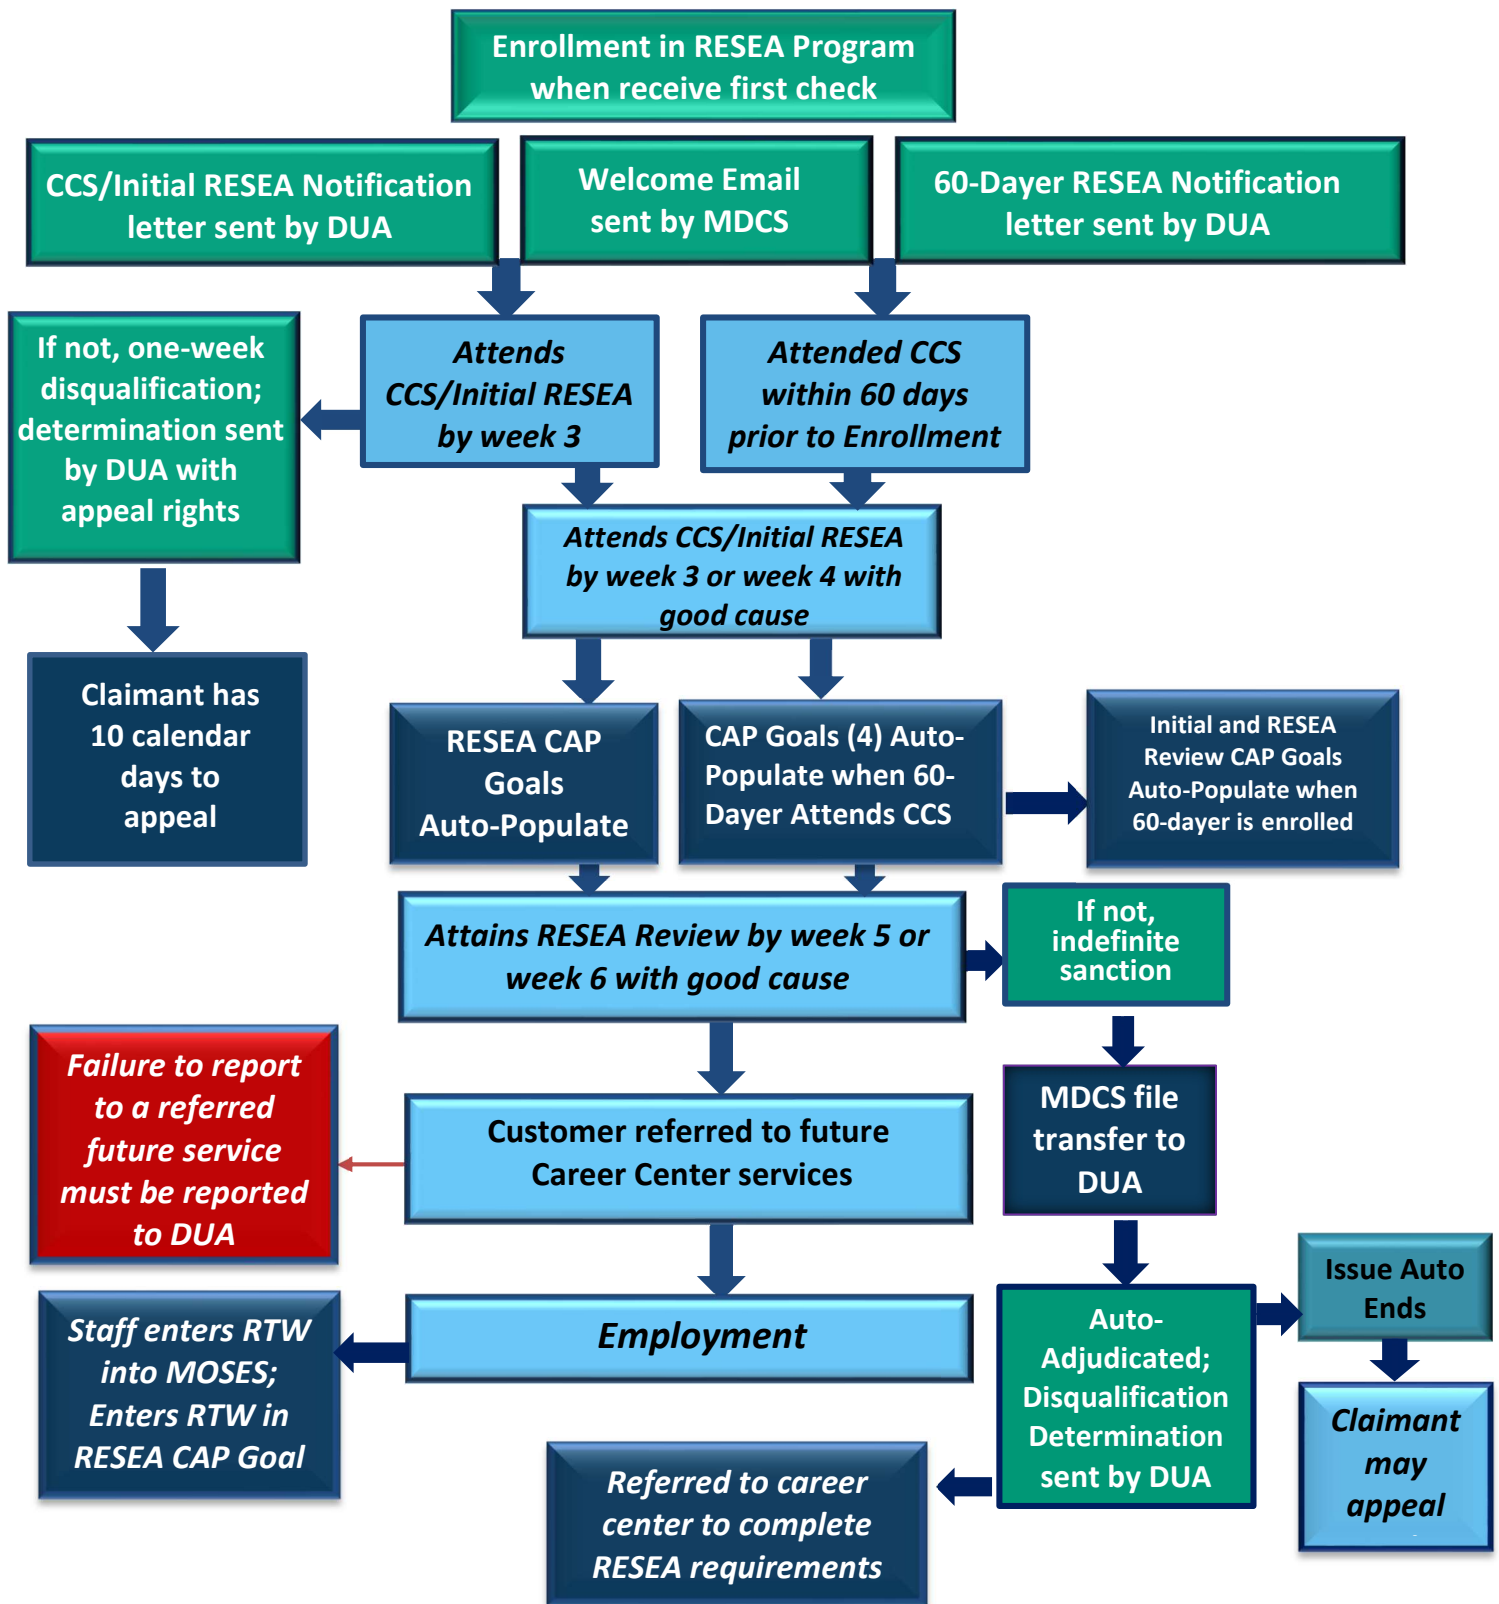 Enrollment in RESEA Program
when receive first check
CCS/Initial RESEA Notification
letter sent by DUA
Welcome Email
sent by MDCS
60-Dayer RESEA Notification
letter sent by DUA
If not, one-week
disqualification;
determination sent
by DUA with
appeal rights
Attends
CCS/Initial RESEA
by week 3
Attended CCS
within 60 days
prior to Enrollment
Attends CCS/Initial RESEA
by week 3 or week 4 with
good cause
Claimant has
10 calendar
days to
appeal
RESEA CAP
Goals
Auto-Populate
CAP Goals (4) Auto-
Populate when 60-
Dayer Attends CCS
Initial and RESEA
Review CAP Goals
Auto-Populate when
60-dayer is enrolled
Attains RESEA Review by week 5 or
week 6 with good cause
If not,
indefinite
sanction
Failure to report
to a referred
future service
must be reported
to DUA
Customer referred to future
Career Center services
MDCS file
transfer to
DUA
Staff enters RTW
into MOSES;
Enters RTW in
RESEA CAP Goal
Employment
Auto-
Adjudicated;
Disqualification
Determination
sent by DUA
Issue Auto
Ends
Claimant
may
appeal
Referred to career
center to complete
RESEA requirements